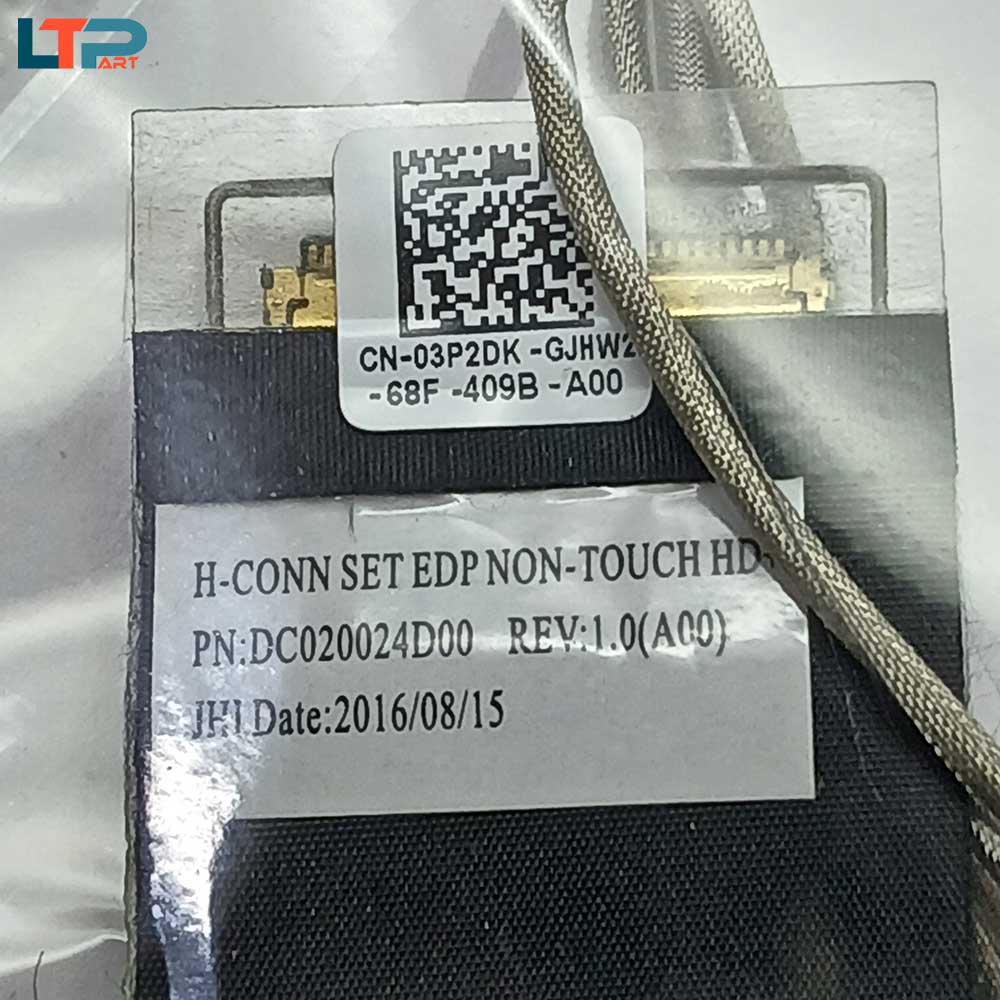 LTP
ART
CN-03P2DK -GJHW2
-68F -409B -A00
H-CONN SET EDP NON-TOUCH HD
PN:DC020024D00 REV:1.0(A00)
JHI Date:2016/08/15